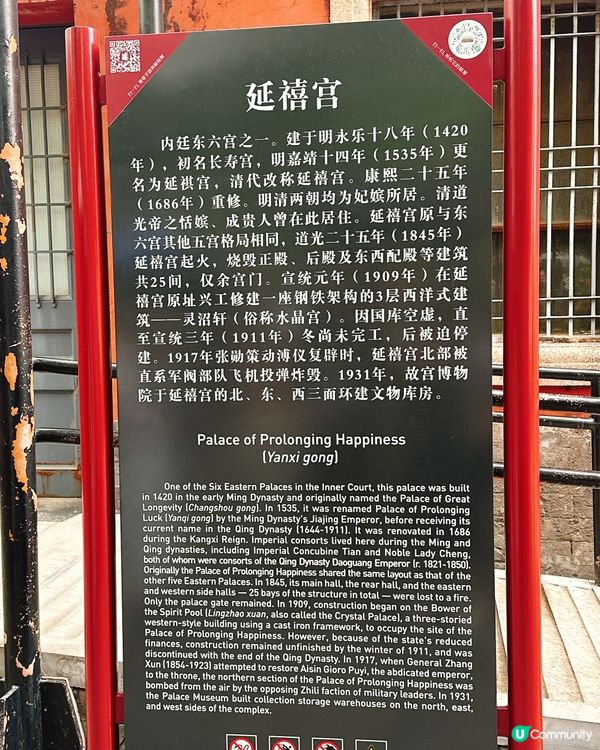 延禧宫
内廷东六宫之一。建于明永乐十八年（1420
年），初名长寿宫，明嘉靖十四年（1535年）更
名为延祺宫，清代改称延禧宫。康熙二十五年
（1686年）重修。明清两朝均为妃嫔所居。清道
光帝之恬嫔、成贵人曾在此居住。延禧宫原与东
六宫其他五宫格局相同，道光二十五年（1845年）
延禧宫起火，烧毁正殿、后殿及东西配殿等建筑
共25间，仅余宫门。宣统元年（1909年）在延
禧宫原址兴工修建一座钢铁架构的3层西洋式建
筑——灵沼轩（俗称水晶宫）。因国库空虚，直
至宣统三年（1911年）冬尚未完工，后被迫停
建。1917年张勋策动溥仪复辟时，延禧宫北部被
直系军阀部队飞机投弹炸毁。1931年，故宫博物
院于延禧宫的北、东、西三面环建文物库房。
Palace of Prolonging Happiness
(Yanxi gong)
One of the Six Eastern Palaces in the Inner Court, this palace was built
in 1420 in the early Ming Dynasty and originally named the Palace of Great
Longevity (Changshou gong). In 1535, it was renamed Palace of Prolonging
Luck (Yanqi gong) by the Ming Dynasty's Jiajing Emperor, before receiving its
current name in the Qing Dynasty (1644-1911). It was renovated in 1686
during the Kangxi Reign. Imperial consorts lived here during the Ming and
Qing dynasties, including Imperial Concubine Tian and Noble Lady Cheng,
both of whom were consorts of the Qing Dynasty Daoguang Emperor (r. 1821-1850).
Originally the Palace of Prolonging Happiness shared the same layout as that of the
other five Eastern Palaces. In 1845, its main hall, the rear hall, and the eastern
and western side halls — 25 bays of the structure in total — were lost to a fire.
Only the palace gate remained. In 1909, construction began on the Bower of
the Spirit Pool (Lingzhao xuan, also called the Crystal Palace), a three-storied
western-style building using a cast iron framework, to occupy the site of the
Palace of Prolonging Happiness. However, because of the state's reduced
finances, construction remained unfinished by the winter of 1911, and was
discontinued with the end of the Qing Dynasty. In 1917, when General Zhang
Xun (1854-1923) attempted to restore Aisin Gioro Puyi, the abdicated emperor,
to the throne, the northern section of the Palace of Prolonging Happiness was
bombed from the air by the opposing Zhili faction of military leaders. In 1931,
the Palace Museum built collection storage warehouses on the north, east,
and west sides of the complex.
U Community